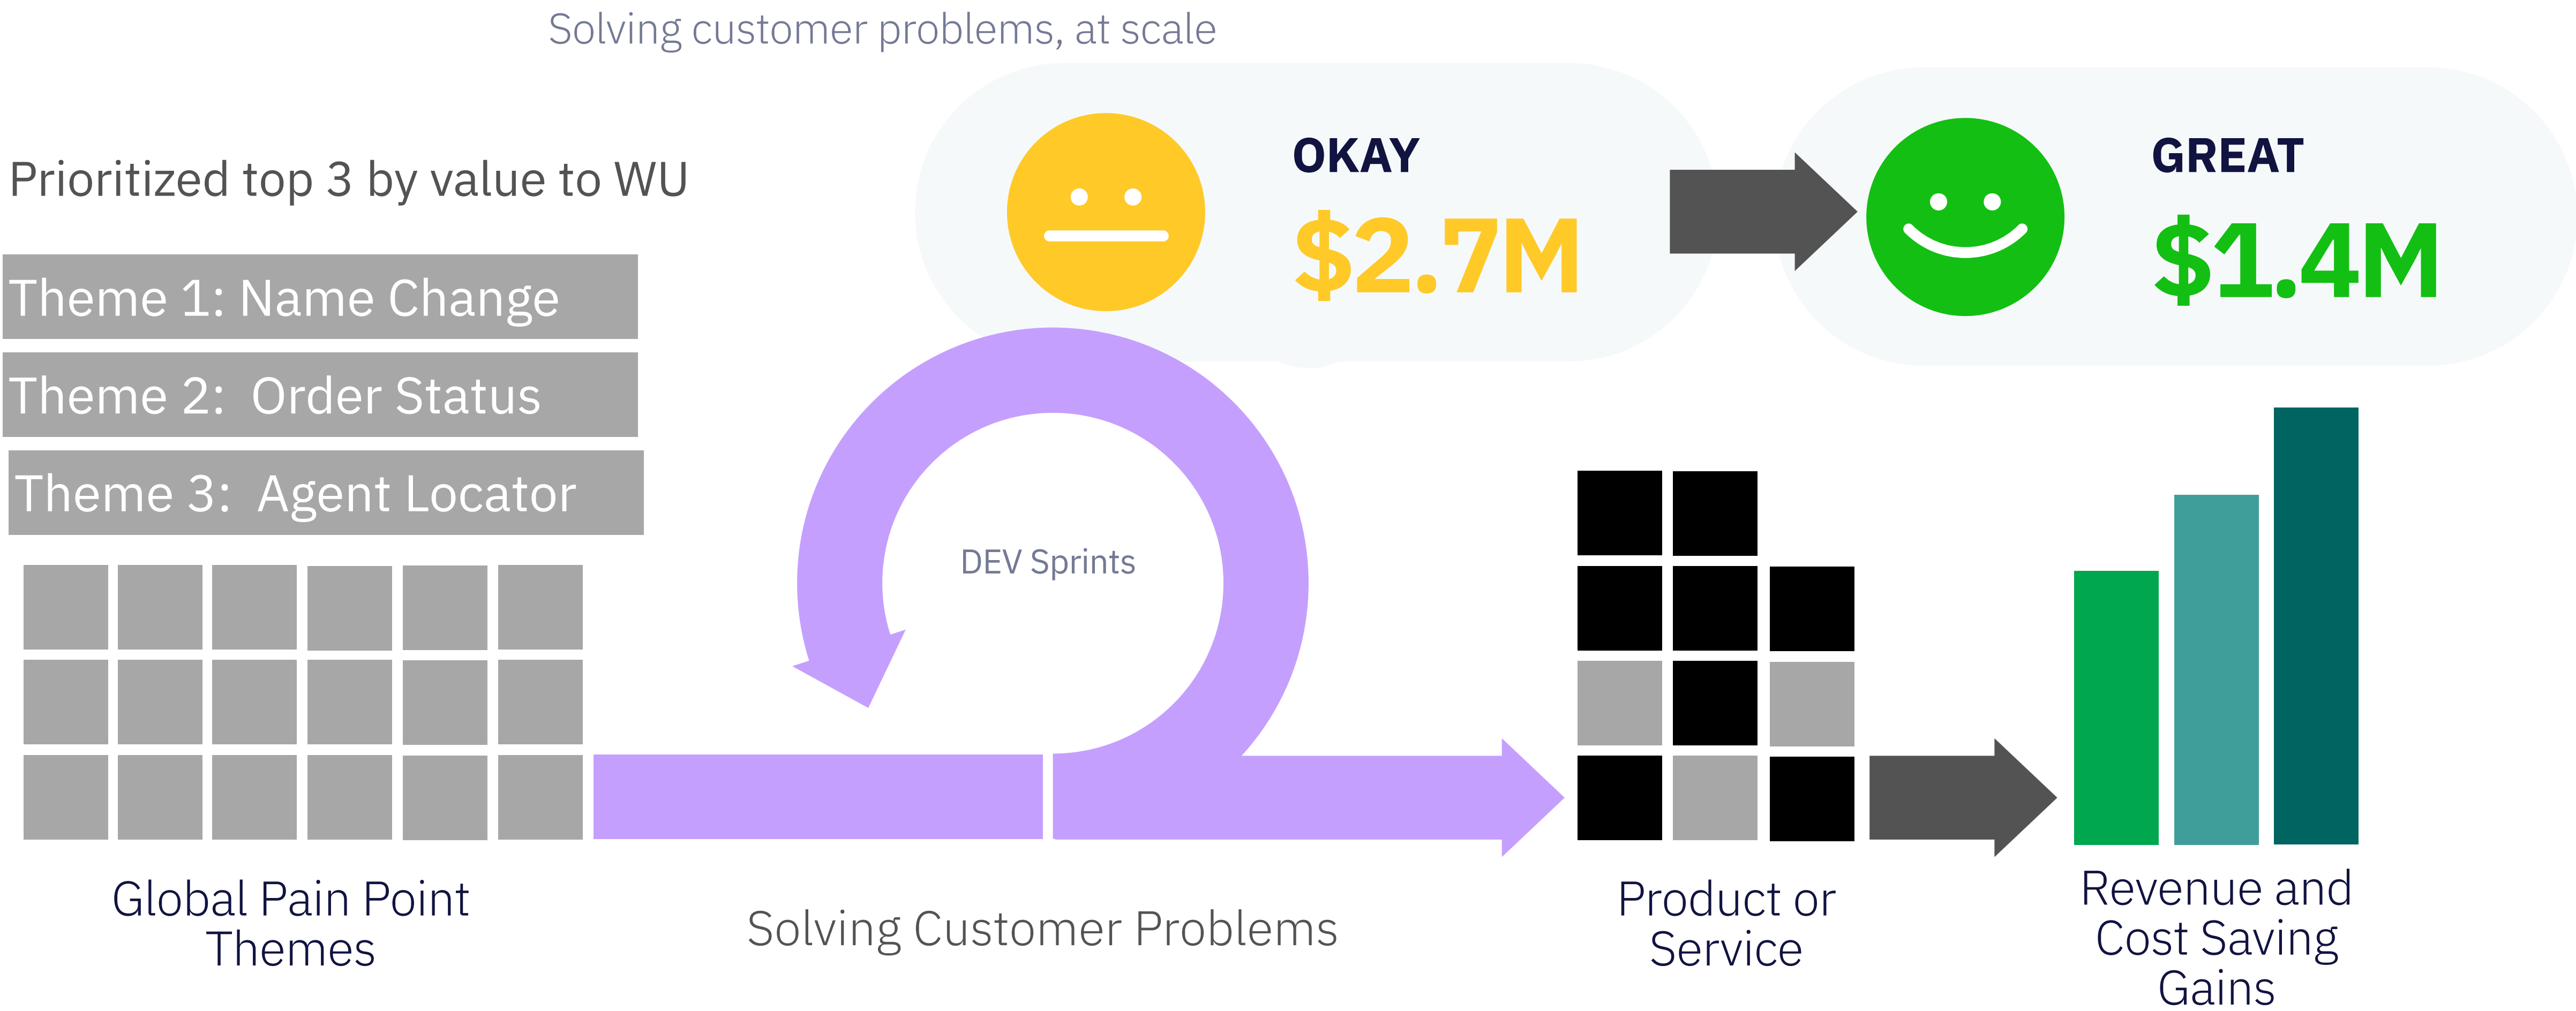 Solving customer problems, at scale
Prioritized top 3 by value to WU
OKAY
$2.7M
GREAT
$1.4M
Theme 1: Name Change
Theme 2: Order Status
Theme 3: Agent Locator
DEV Sprints
Global Pain Point
Themes
Solving Customer Problems
Product or
Service
Revenue and
Cost Saving
Gains